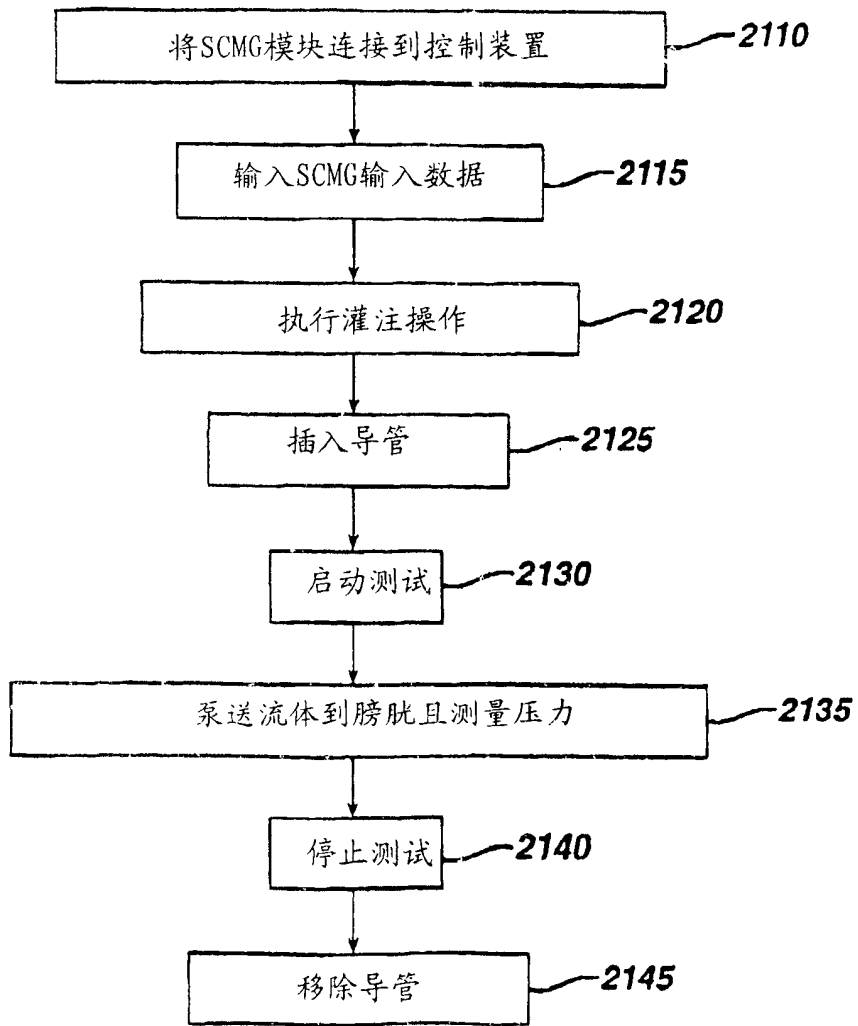 将SCMG模块连接到控制装置
2110
输入SCMG输入数据
2115
执行灌注操作
2120
插入导管
2125
启动测试
2130
泵送流体到膀胱且测量压力
2135
停止测试
2140
移除导管
2145